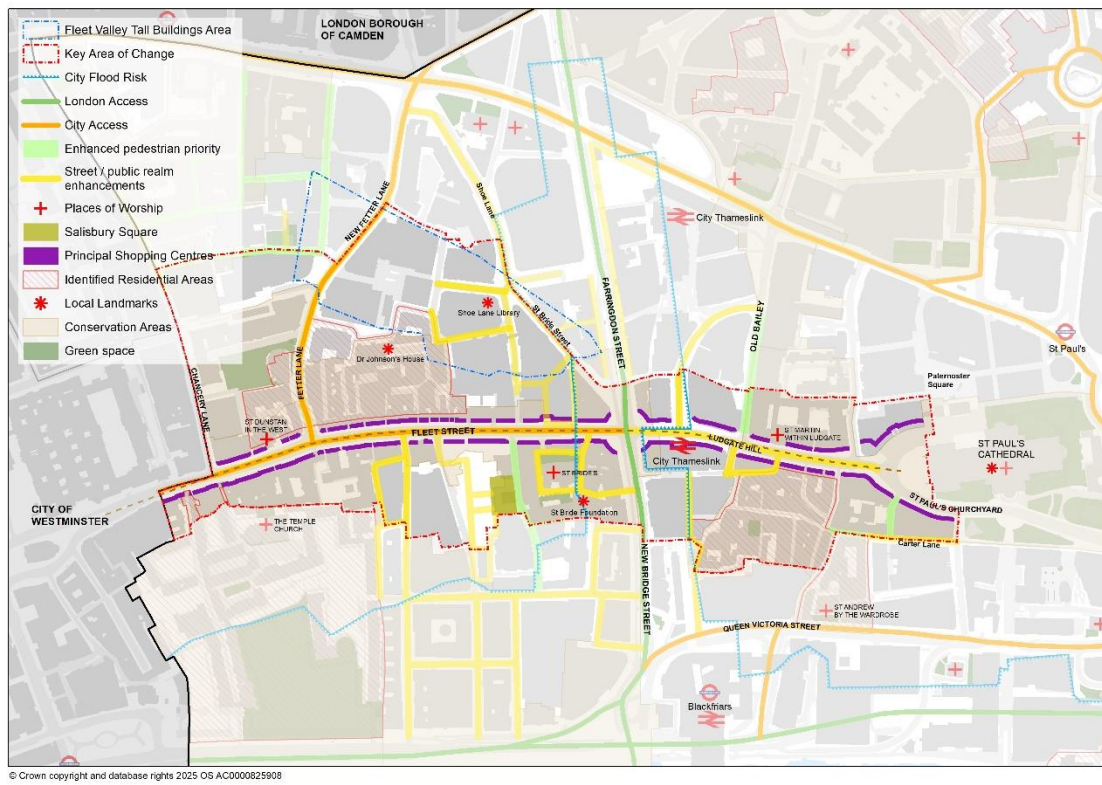 LONDON BOROUGH
OF CAMDEN
Fleet Valley Tall Buildings Area
Key Area of Change
City Flood Risk
London Access
City Access
Enhanced pedestrian priority
Street / public realm
enhancements
Places of Worship
Salisbury Square
Principal Shopping Centres
Identified Residential Areas
Local Landmarks
Conservation Areas
Green space
Shoe Lane
NEW FETTER LANE
City Thameslink
FARRINGDON STREET
Shoe Lane Library
St Bride Street
OLD BAILEY
St Paul's
Dr Johnson's House
FETTER LANE
CHANCERY LANE
Paternoster
Square
ST DUNSTAN
IN THE WEST
FLEET STREET
ST MARTIN
WITHIN LUDGATE
LUDGATE HILL
ST PAUL'S
CATHEDRAL
City Thameslink
ST BRIDES
CITY OF
WESTMINSTER
ST PAUL'S CHURCHYARD
St Bride Foundation
THE TEMPLE
CHURCH
Carter Lane
NEW BRIDGE STREET
ST ANDREW
BY THE WARDROBE
QUEEN VICTORIA STREET
Blackfriars
© Crown copyright and database rights 2025 OS AC0000825908